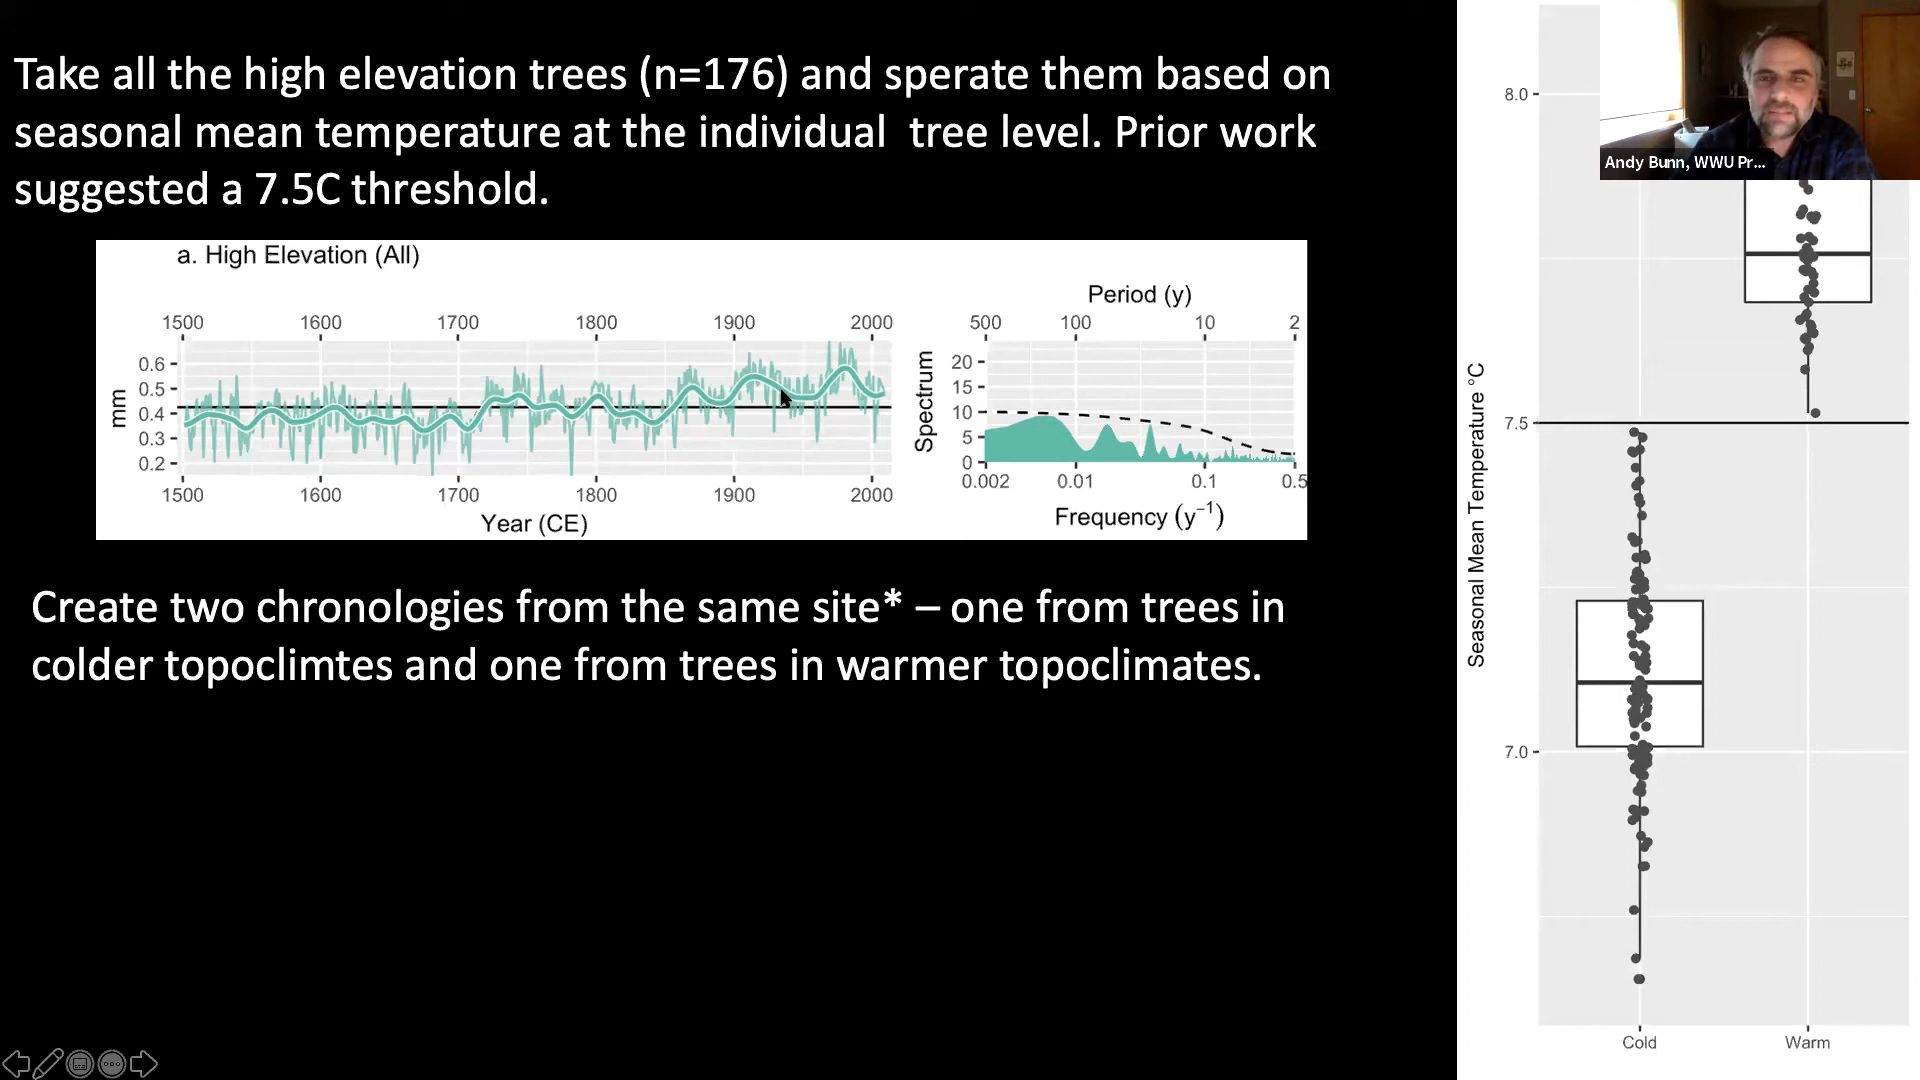 Take all the high elevation trees (n=176) and sperate them based on
seasonal mean temperature at the individual tree level. Prior work
suggested a 7.5C threshold.
a. High Elevation (All)
1500 1600 1700 1800 1900 2000
mm
0.6
0.5
0.4
0.3
0.2
1500 1600 1700 1800 1900 2000
Year (CE)
Period (y)
500 100 10 2
Spectrum
20
15
10
5
0
0.002 0.01 0.1 0.5
Frequency (y⁻¹)
Create two chronologies from the same site* – one from trees in
colder topoclimtes and one from trees in warmer topoclimates.
Andy Bunn, WWU Pr...
Seasonal Mean Temperature °C
8.0
7.5
7.0
Cold Warm